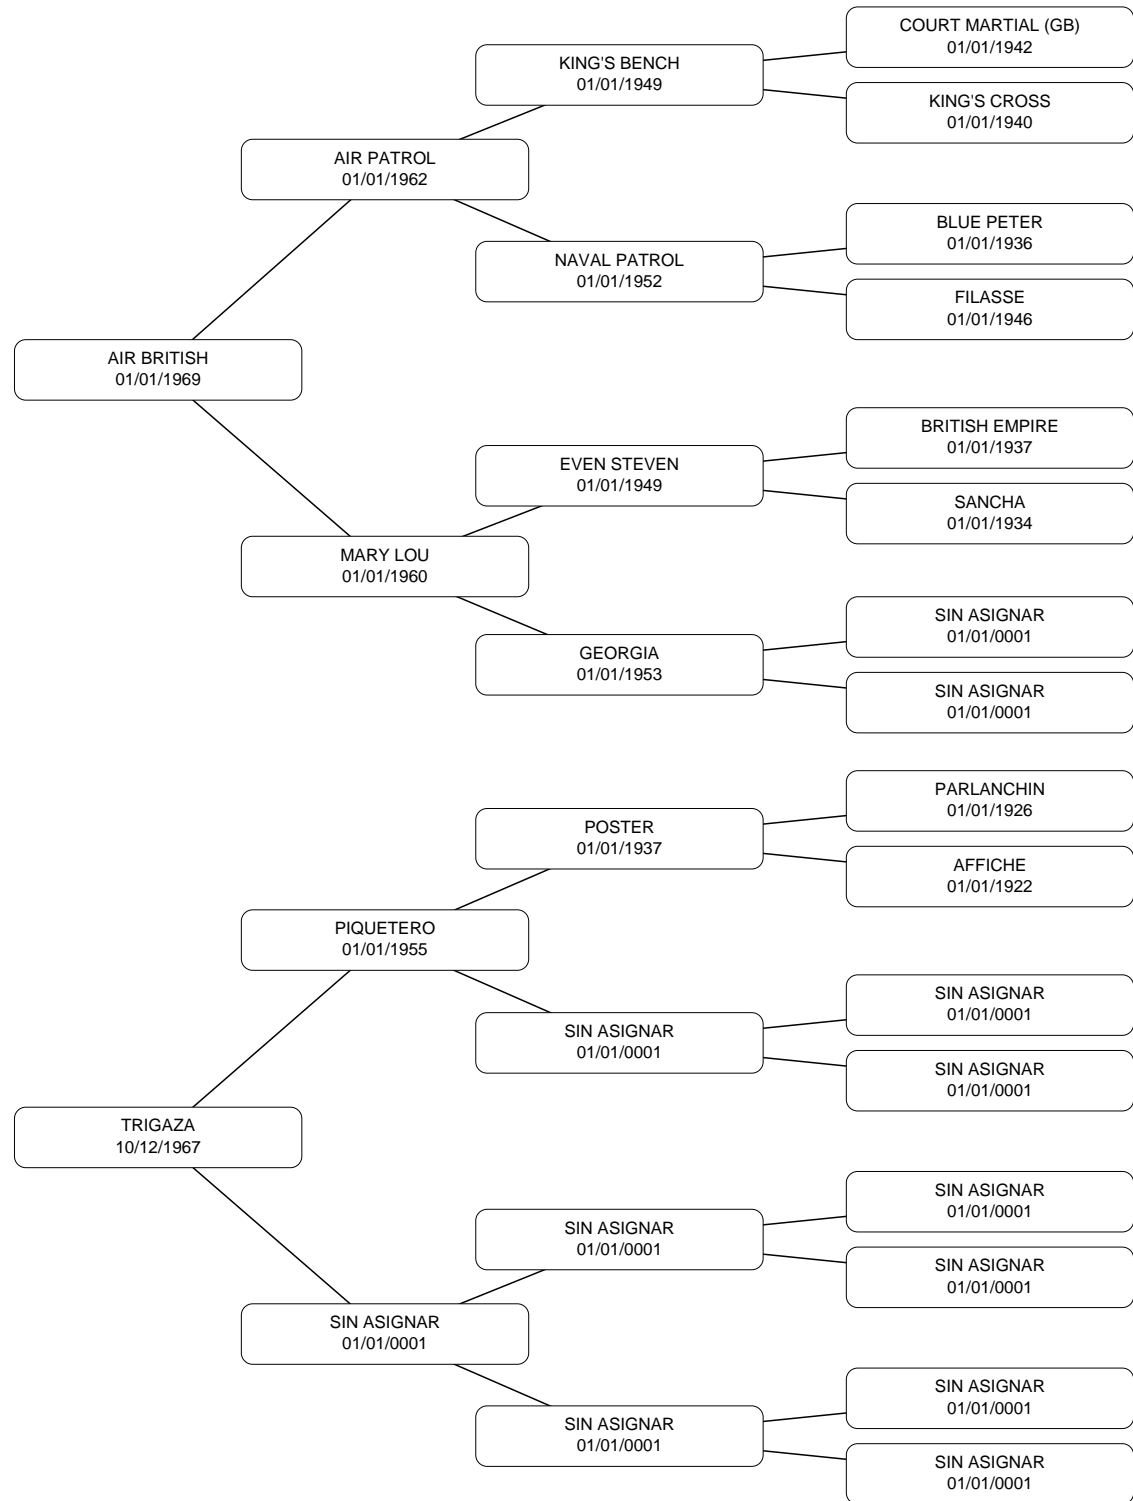 COURT MARTIAL (GB)
01/01/1942
KING'S BENCH
01/01/1949
KING'S CROSS
01/01/1940
AIR PATROL
01/01/1962
BLUE PETER
01/01/1936
NAVAL PATROL
01/01/1952
FILASSE
01/01/1946
AIR BRITISH
01/01/1969
BRITISH EMPIRE
01/01/1937
EVEN STEVEN
01/01/1949
SANCHA
01/01/1934
MARY LOU
01/01/1960
SIN ASIGNAR
01/01/0001
GEORGIA
01/01/1953
SIN ASIGNAR
01/01/0001
PARLANCHIN
01/01/1926
POSTER
01/01/1937
AFFICHE
01/01/1922
PIQUETERO
01/01/1955
SIN ASIGNAR
01/01/0001
SIN ASIGNAR
01/01/0001
SIN ASIGNAR
01/01/0001
TRIGAZA
10/12/1967
SIN ASIGNAR
01/01/0001
SIN ASIGNAR
01/01/0001
SIN ASIGNAR
01/01/0001
SIN ASIGNAR
01/01/0001
SIN ASIGNAR
01/01/0001
SIN ASIGNAR
01/01/0001
SIN ASIGNAR
01/01/0001